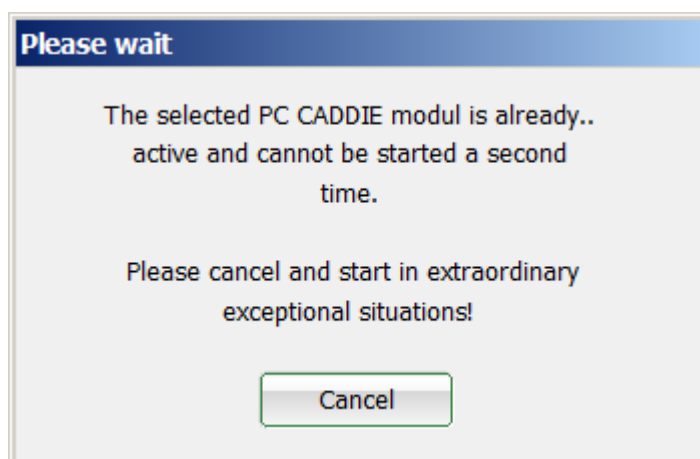 Please wait
The selected PC CADDIE modul is already..
active and cannot be started a second
time.
Please cancel and start in extraordinary
exceptional situations!
Cancel